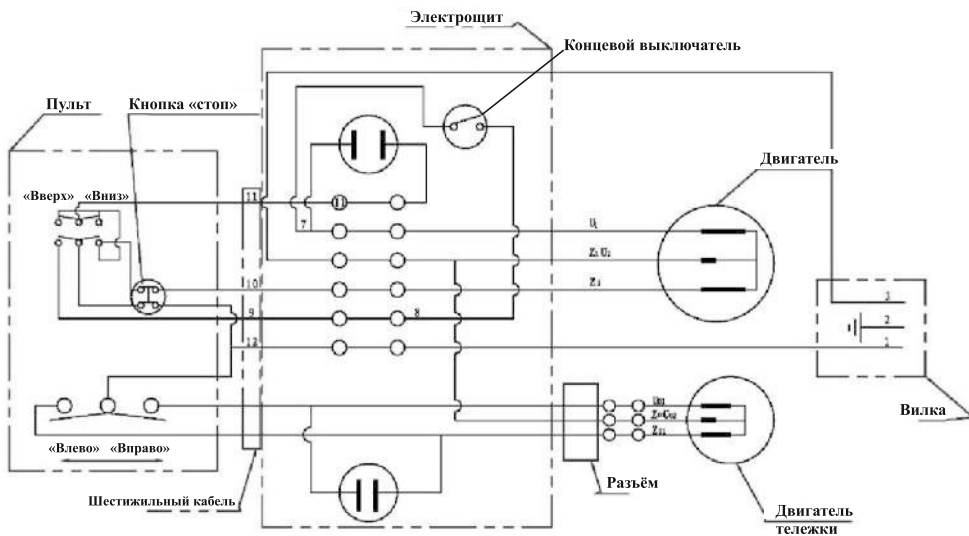 Электрощит
Концевой выключатель
Пульт
Кнопка «стоп»
Двигатель
«Вверх» «Вниз»
11
11
7
U₁
Z₁ U₂
10
Z₂
9
8
12
3
2
1
Вилка
«Влево» «Вправо»
Разъём
Шестижильный кабель
Двигатель
тележки